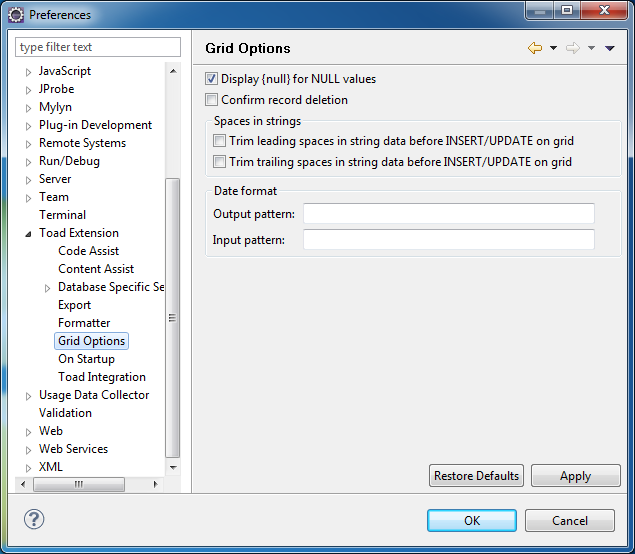 Preferences
type filter text
JavaScript
JProbe
Mylyn
Plug-in Development
Remote Systems
Run/Debug
Server
Team
Terminal
Toad Extension
Code Assist
Content Assist
Database Specific Se
Export
Formatter
Grid Options
On Startup
Toad Integration
Usage Data Collector
Validation
Web
Web Services
XML
Grid Options
Display {null} for NULL values
Confirm record deletion
Spaces in strings
Trim leading spaces in string data before INSERT/UPDATE on grid
Trim trailing spaces in string data before INSERT/UPDATE on grid
Date format
Output pattern:
Input pattern:
Restore Defaults
Apply
OK
Cancel